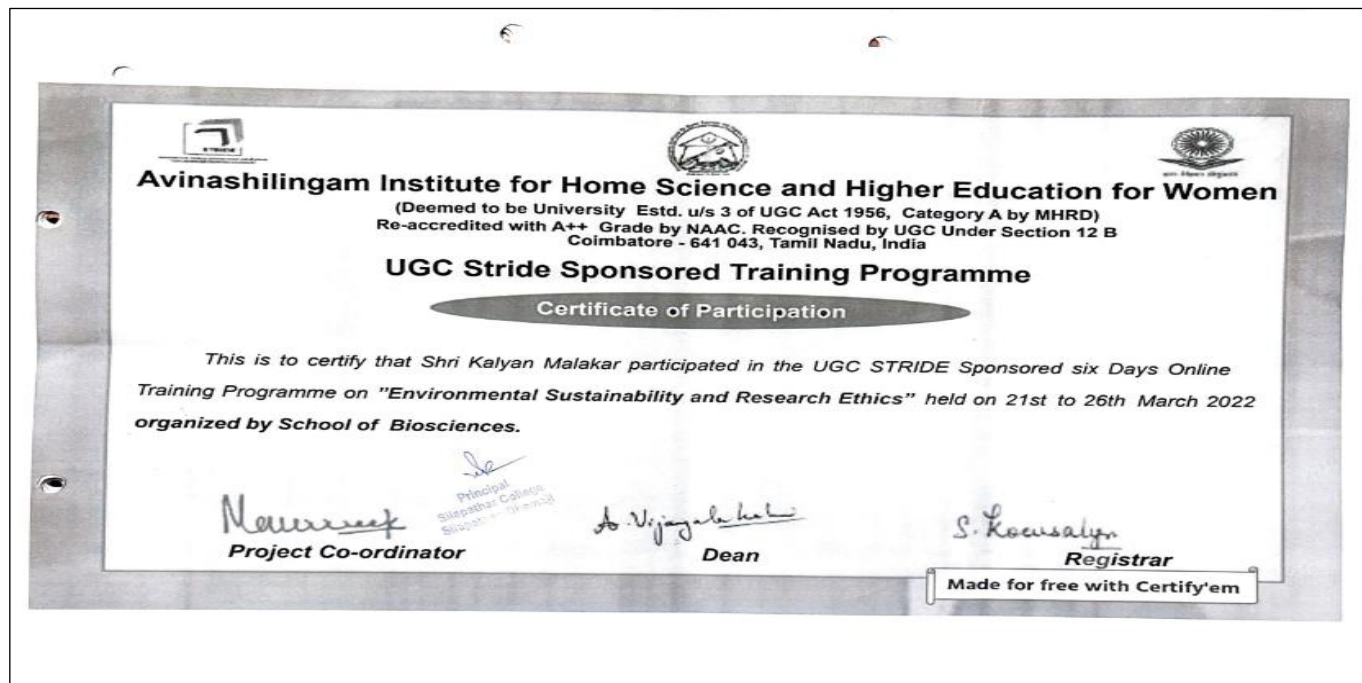 STRIDE
Avinashilingam Institute for Home Science and Higher Education for Women
(Deemed to be University Estd. u/s 3 of UGC Act 1956, Category A by MHRD)
Re-accredited with A++ Grade by NAAC. Recognised by UGC Under Section 12 B
Coimbatore - 641 043, Tamil Nadu, India
UGC Stride Sponsored Training Programme
Certificate of Participation
This is to certify that Shri Kalyan Malakar participated in the UGC STRIDE Sponsored six Days Online
Training Programme on "Environmental Sustainability and Research Ethics" held on 21st to 26th March 2022
organized by School of Biosciences.
Principal
Silapathar College
A. Vijayalakshmi
S. Kowsalya
Project Co-ordinator
Dean
Registrar
Made for free with Certify'em